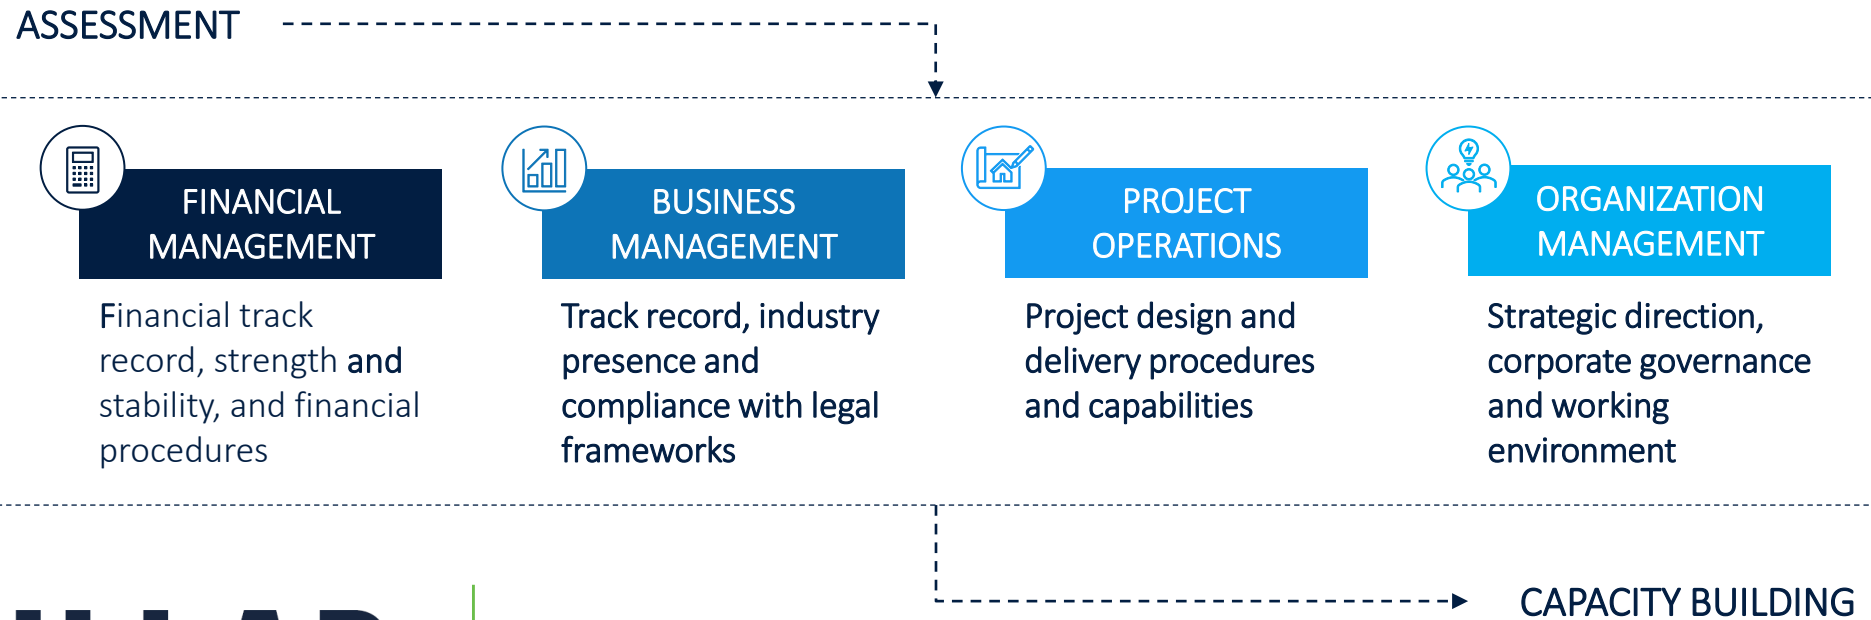 ASSESSMENT
FINANCIAL
MANAGEMENT
Financial track
record, strength and
stability, and financial
procedures
BUSINESS
MANAGEMENT
Track record, industry
presence and
compliance with legal
frameworks
PROJECT
OPERATIONS
Project design and
delivery procedures
and capabilities
ORGANIZATION
MANAGEMENT
Strategic direction,
corporate governance
and working
environment
CAPACITY BUILDING